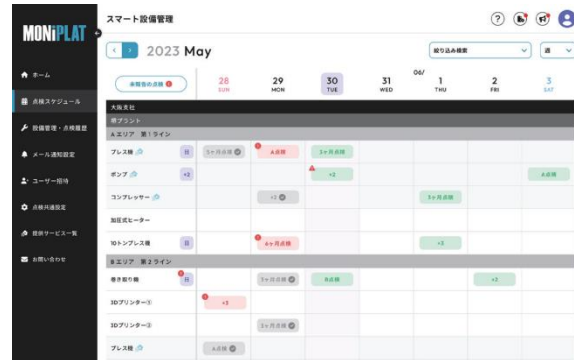 MONiPLAT
スマート設備管理
2023 May
絞り込み検索
週
ホーム
点検スケジュール
設備管理・点検履歴
メール通知設定
ユーザー招待
点検共通設定
提供サービス一覧
お問い合わせ
未報告の点検
28 SUN
29 MON
30 TUE
31 WED
06/
1 THU
2 FRI
3 SAT
大阪支社
堺プラント
Aエリア 第1ライン
プレス機 日 3ヶ月点検 A点検 3ヶ月点検
ポンプ +2 +2 A点検
コンプレッサー +2 3ヶ月点検
加圧式ヒーター
10トンプレス機 日 6ヶ月点検 +2
Bエリア 第2ライン
巻き取り機 日 3ヶ月点検 B点検 +2
3Dプリンター① +3
3Dプリンター②
プレス機 A点検